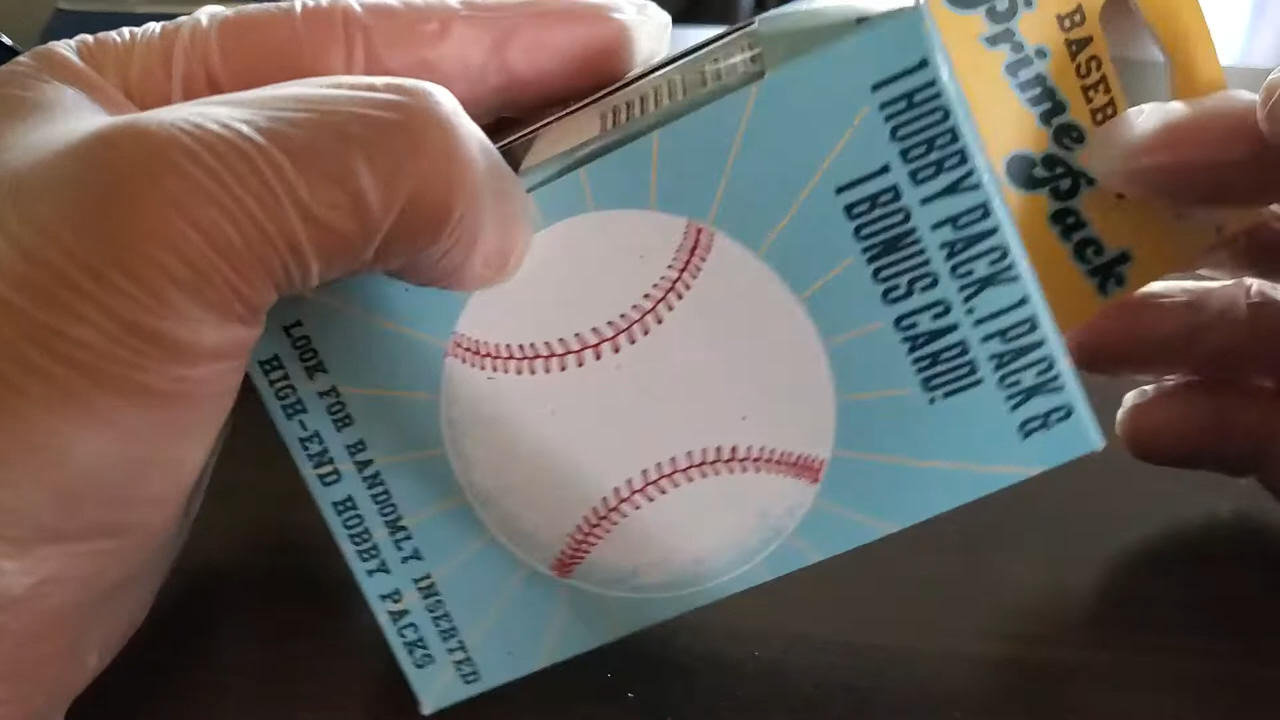 BASEB
Prime
Pack
1 HOBBY PACK, 1 PACK &
1 BONUS CARD!
LOOK FOR RANDOMLY INSERTED
HIGH-END HOBBY PACKS